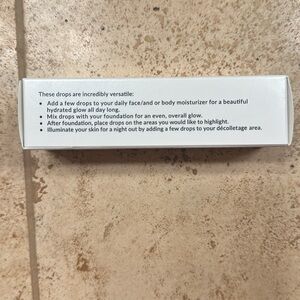 These drops are incredibly versatile:
• Add a few drops to your daily face/and or body moisturizer for a beautiful
hydrated glow all day long.
• Mix drops with your foundation for an even, overall glow.
• After foundation, place drops on the areas you would like to highlight.
• Illuminate your skin for a night out by adding a few drops to your décolletage area.